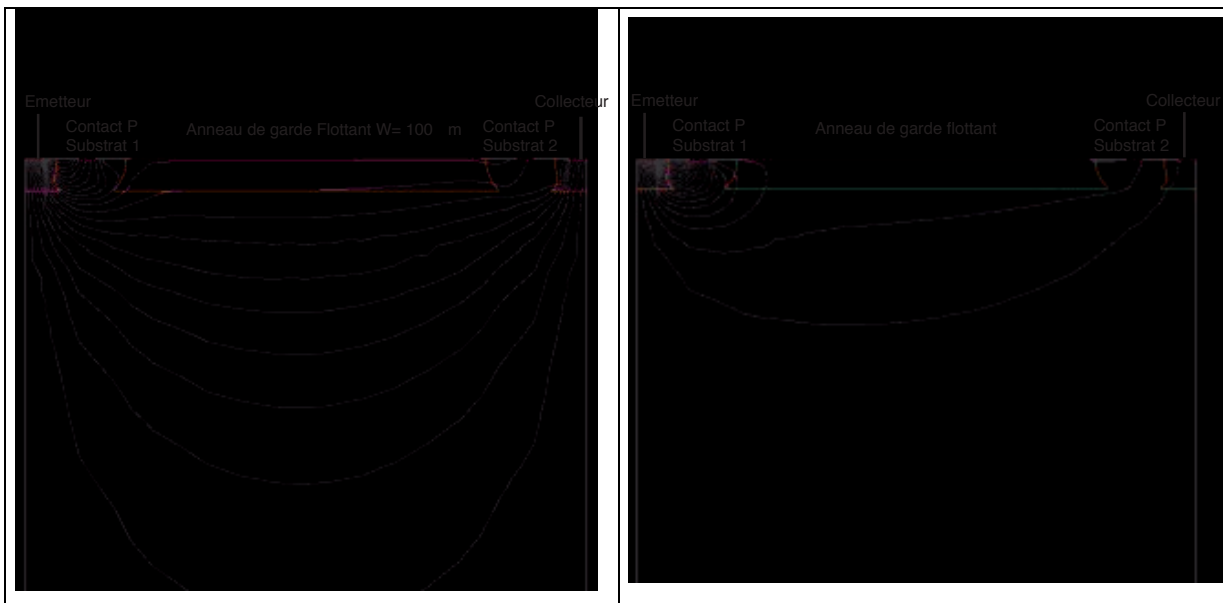 Emetteur
Collecteur
Contact P
Substrat 1
Anneau de garde Flottant W= 100 m
Contact P
Substrat 2
Emetteur
Collecteur
Contact P
Substrat 1
Anneau de garde flottant
Contact P
Substrat 2